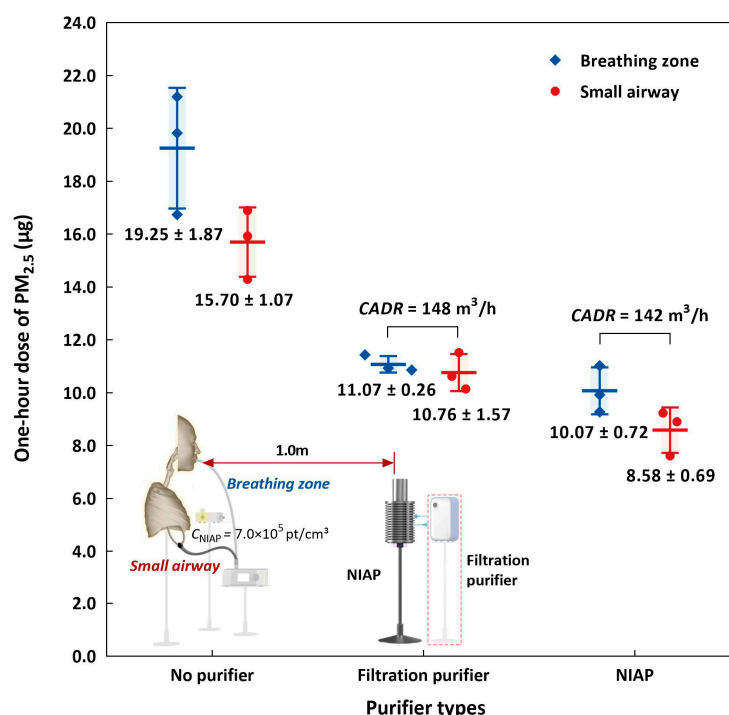 24.0
22.0
20.0
18.0
16.0
14.0
12.0
10.0
8.0
6.0
4.0
2.0
0.0
One-hour dose of PM₂.₅ (μg)
Breathing zone
Small airway
19.25 ± 1.87
15.70 ± 1.07
CADR = 148 m³/h
11.07 ± 0.26
10.76 ± 1.57
CADR = 142 m³/h
10.07 ± 0.72
8.58 ± 0.69
1.0m
Breathing zone
C_NIAP = 7.0×10⁵ pt/cm³
Small airway
NIAP
Filtration
purifier
No purifier
Filtration purifier
NIAP
Purifier types